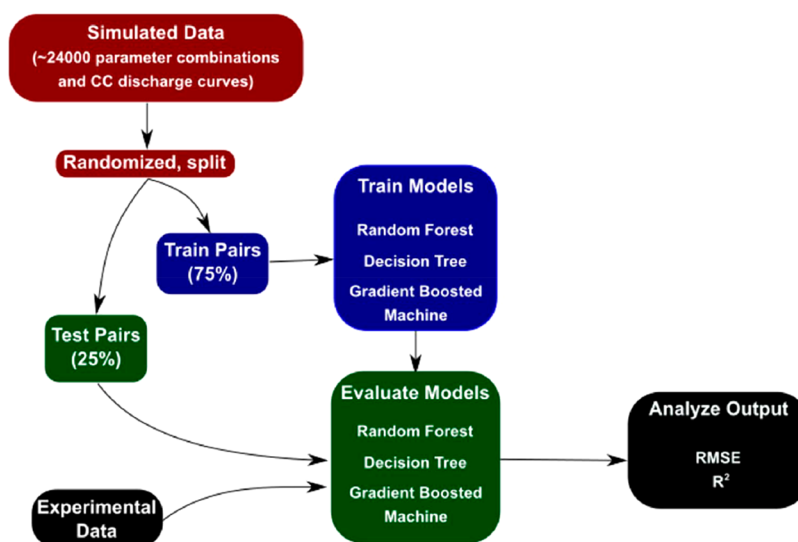 Simulated Data
(~24000 parameter combinations
and CC discharge curves)
Randomized, split
Train Pairs
(75%)
Test Pairs
(25%)
Train Models
Random Forest
Decision Tree
Gradient Boosted
Machine
Evaluate Models
Random Forest
Decision Tree
Gradient Boosted
Machine
Experimental
Data
Analyze Output
RMSE
R²